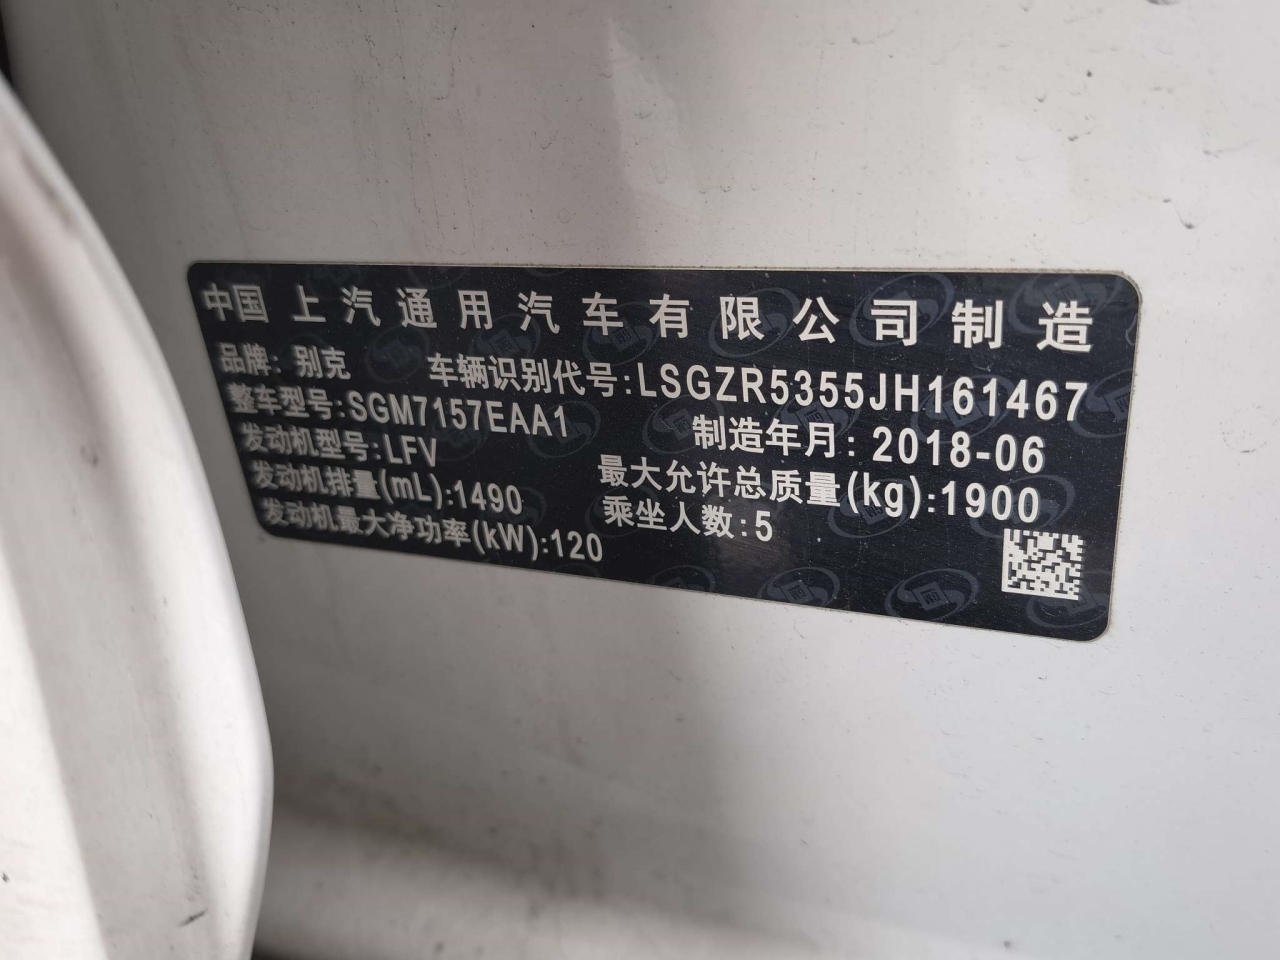 中国 上汽通用汽车有限公司制造
品牌: 别克 车辆识别代号:LSGZR5355JH161467
整车型号:SGM7157EAA1 制造年月: 2018-06
发动机型号:LFV 最大允许总质量(kg):1900
发动机排量(mL):1490 乘坐人数:5
发动机最大净功率(kW):120